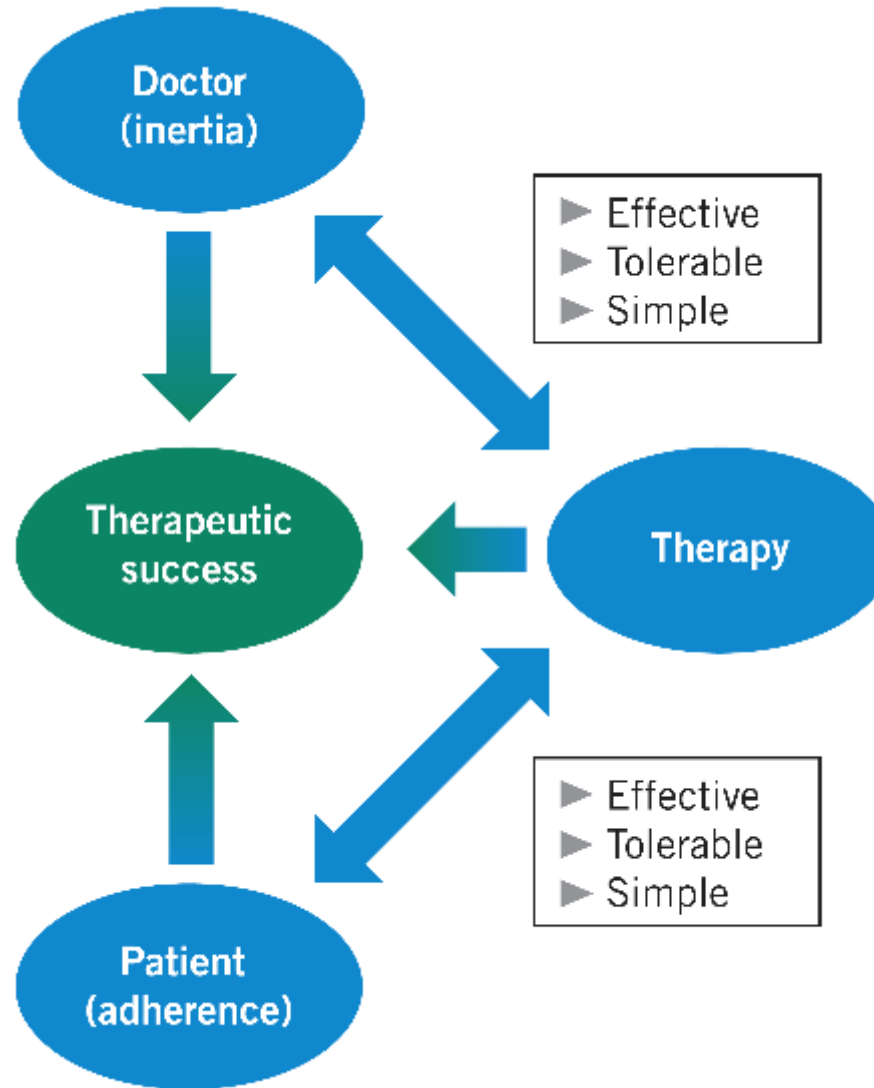 Doctor
(inertia)
► Effective
► Tolerable
► Simple
Therapeutic
success
Therapy
► Effective
► Tolerable
► Simple
Patient
(adherence)